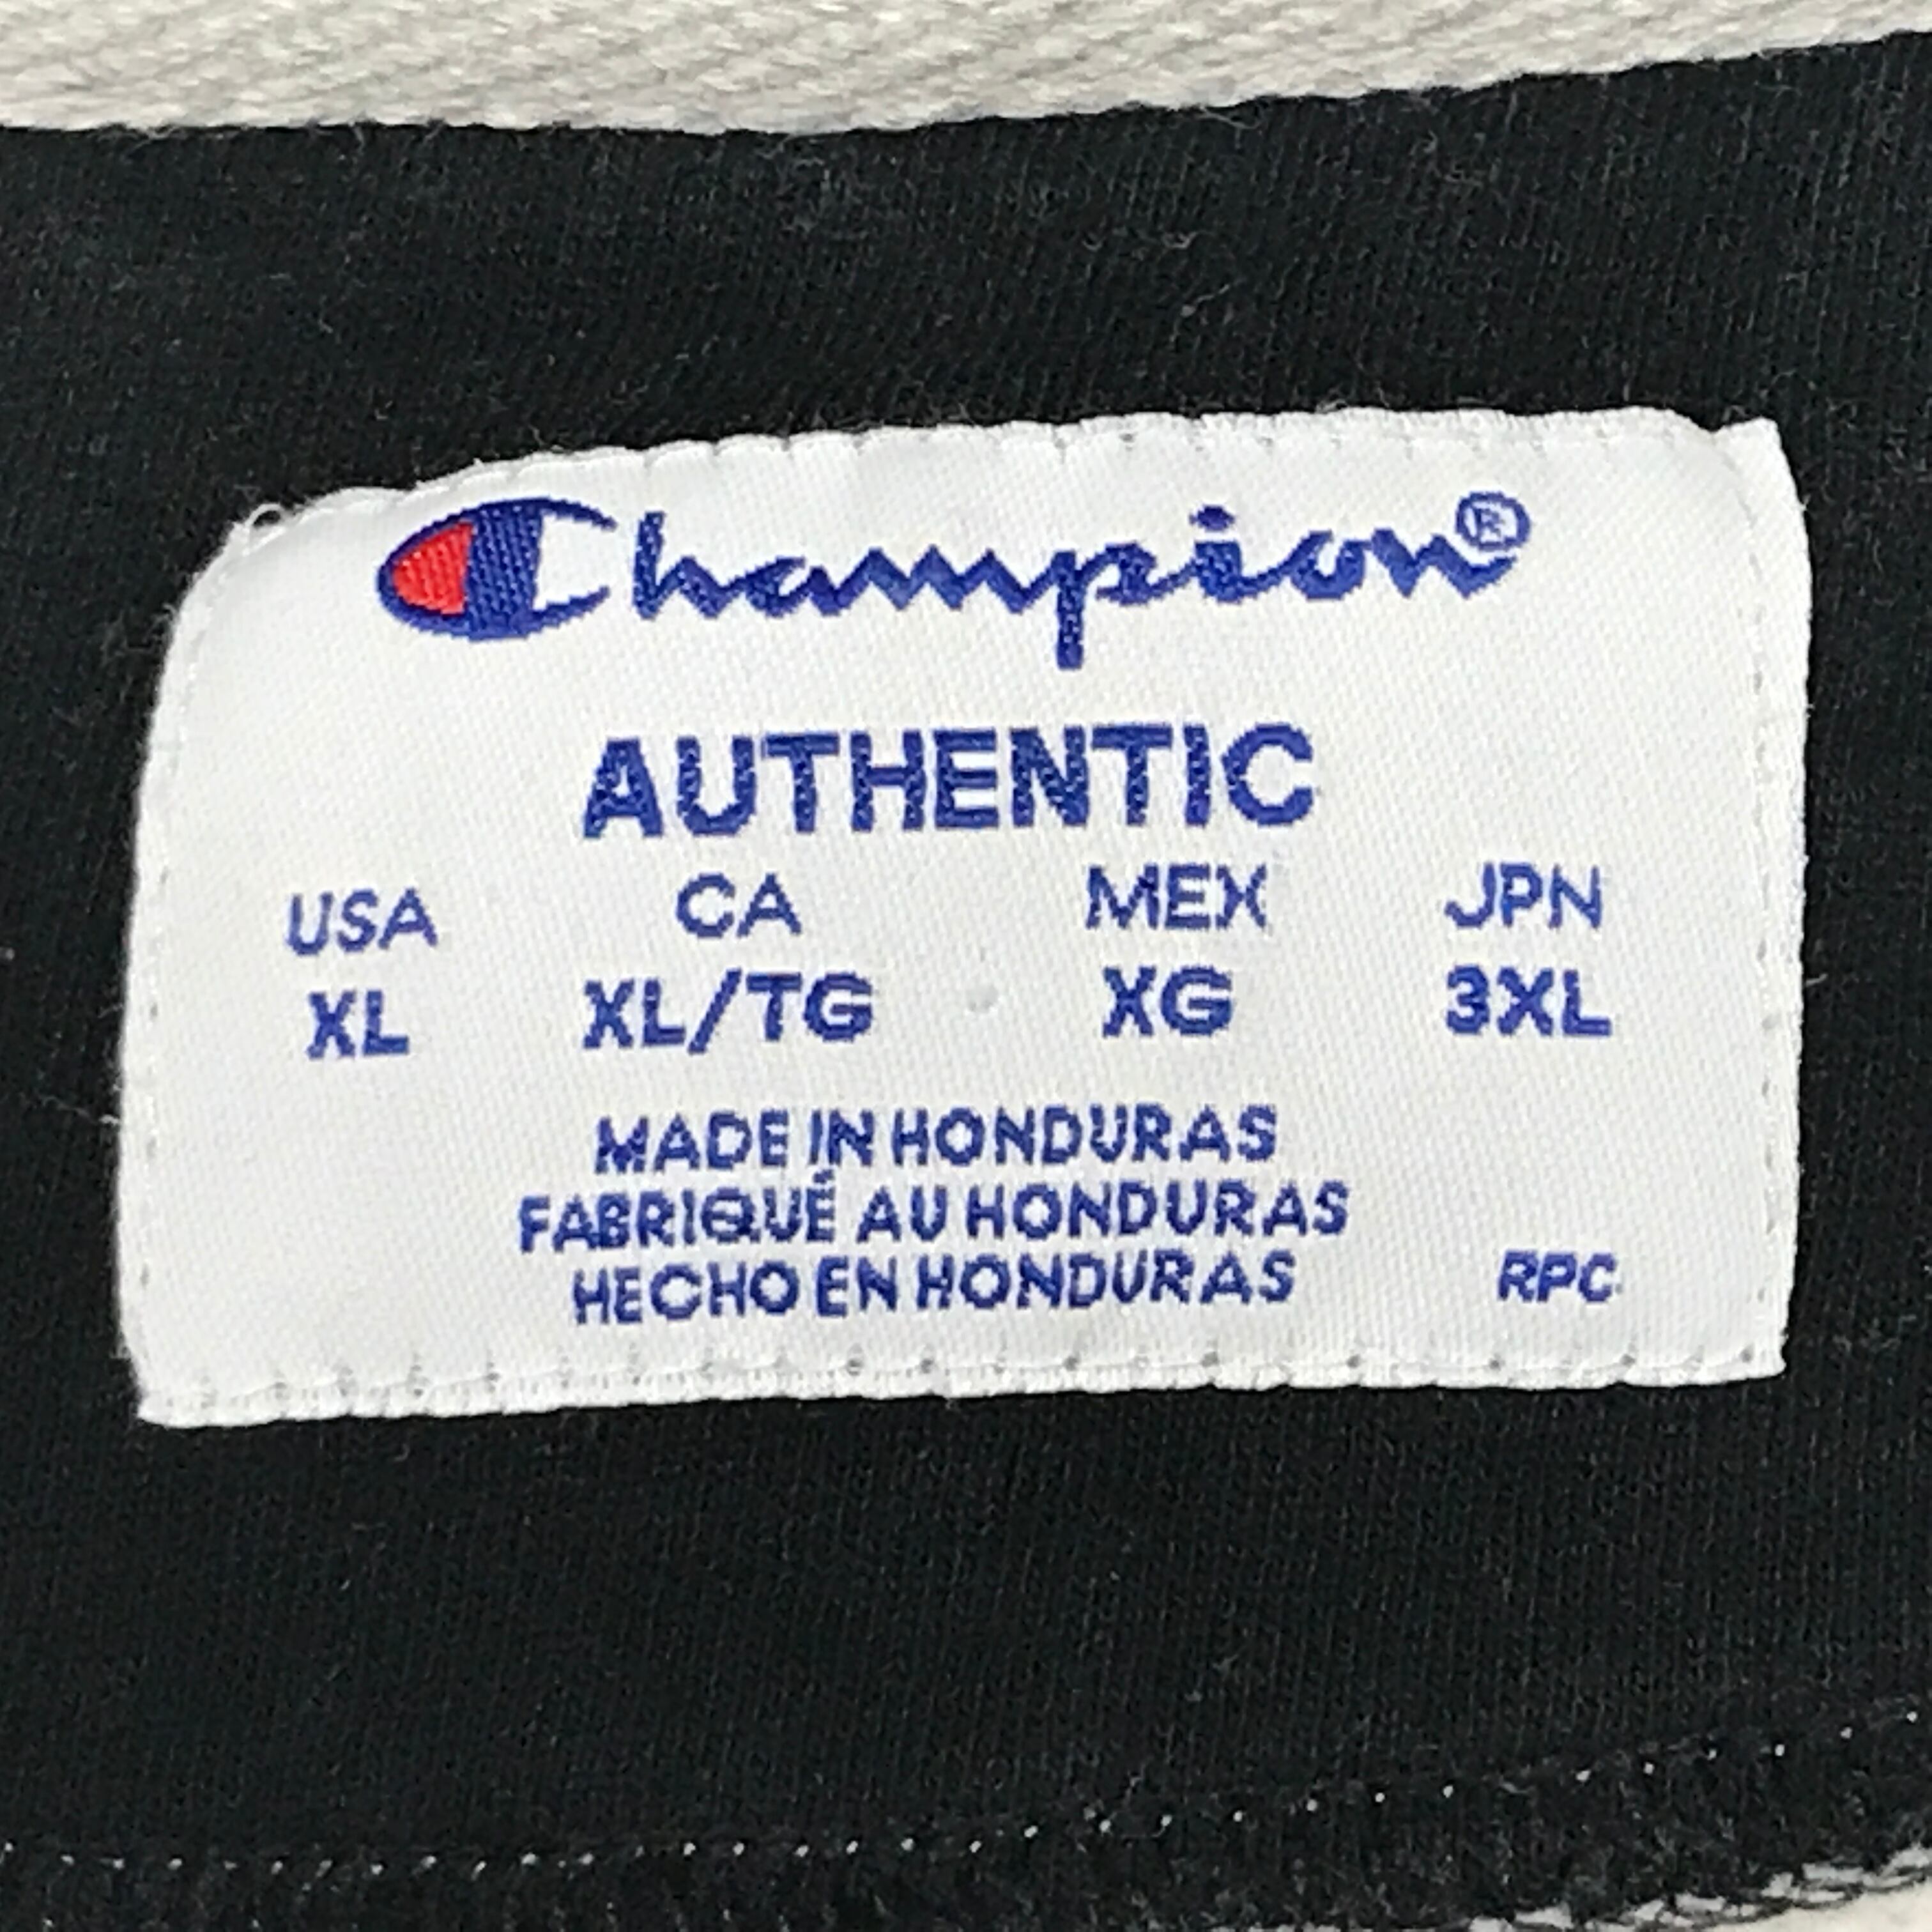 Champion®
AUTHENTIC
USA CA MEX JPN
XL XL/TG XG 3XL
MADE IN HONDURAS
FABRIQUÉ AU HONDURAS
HECHO EN HONDURAS RPC